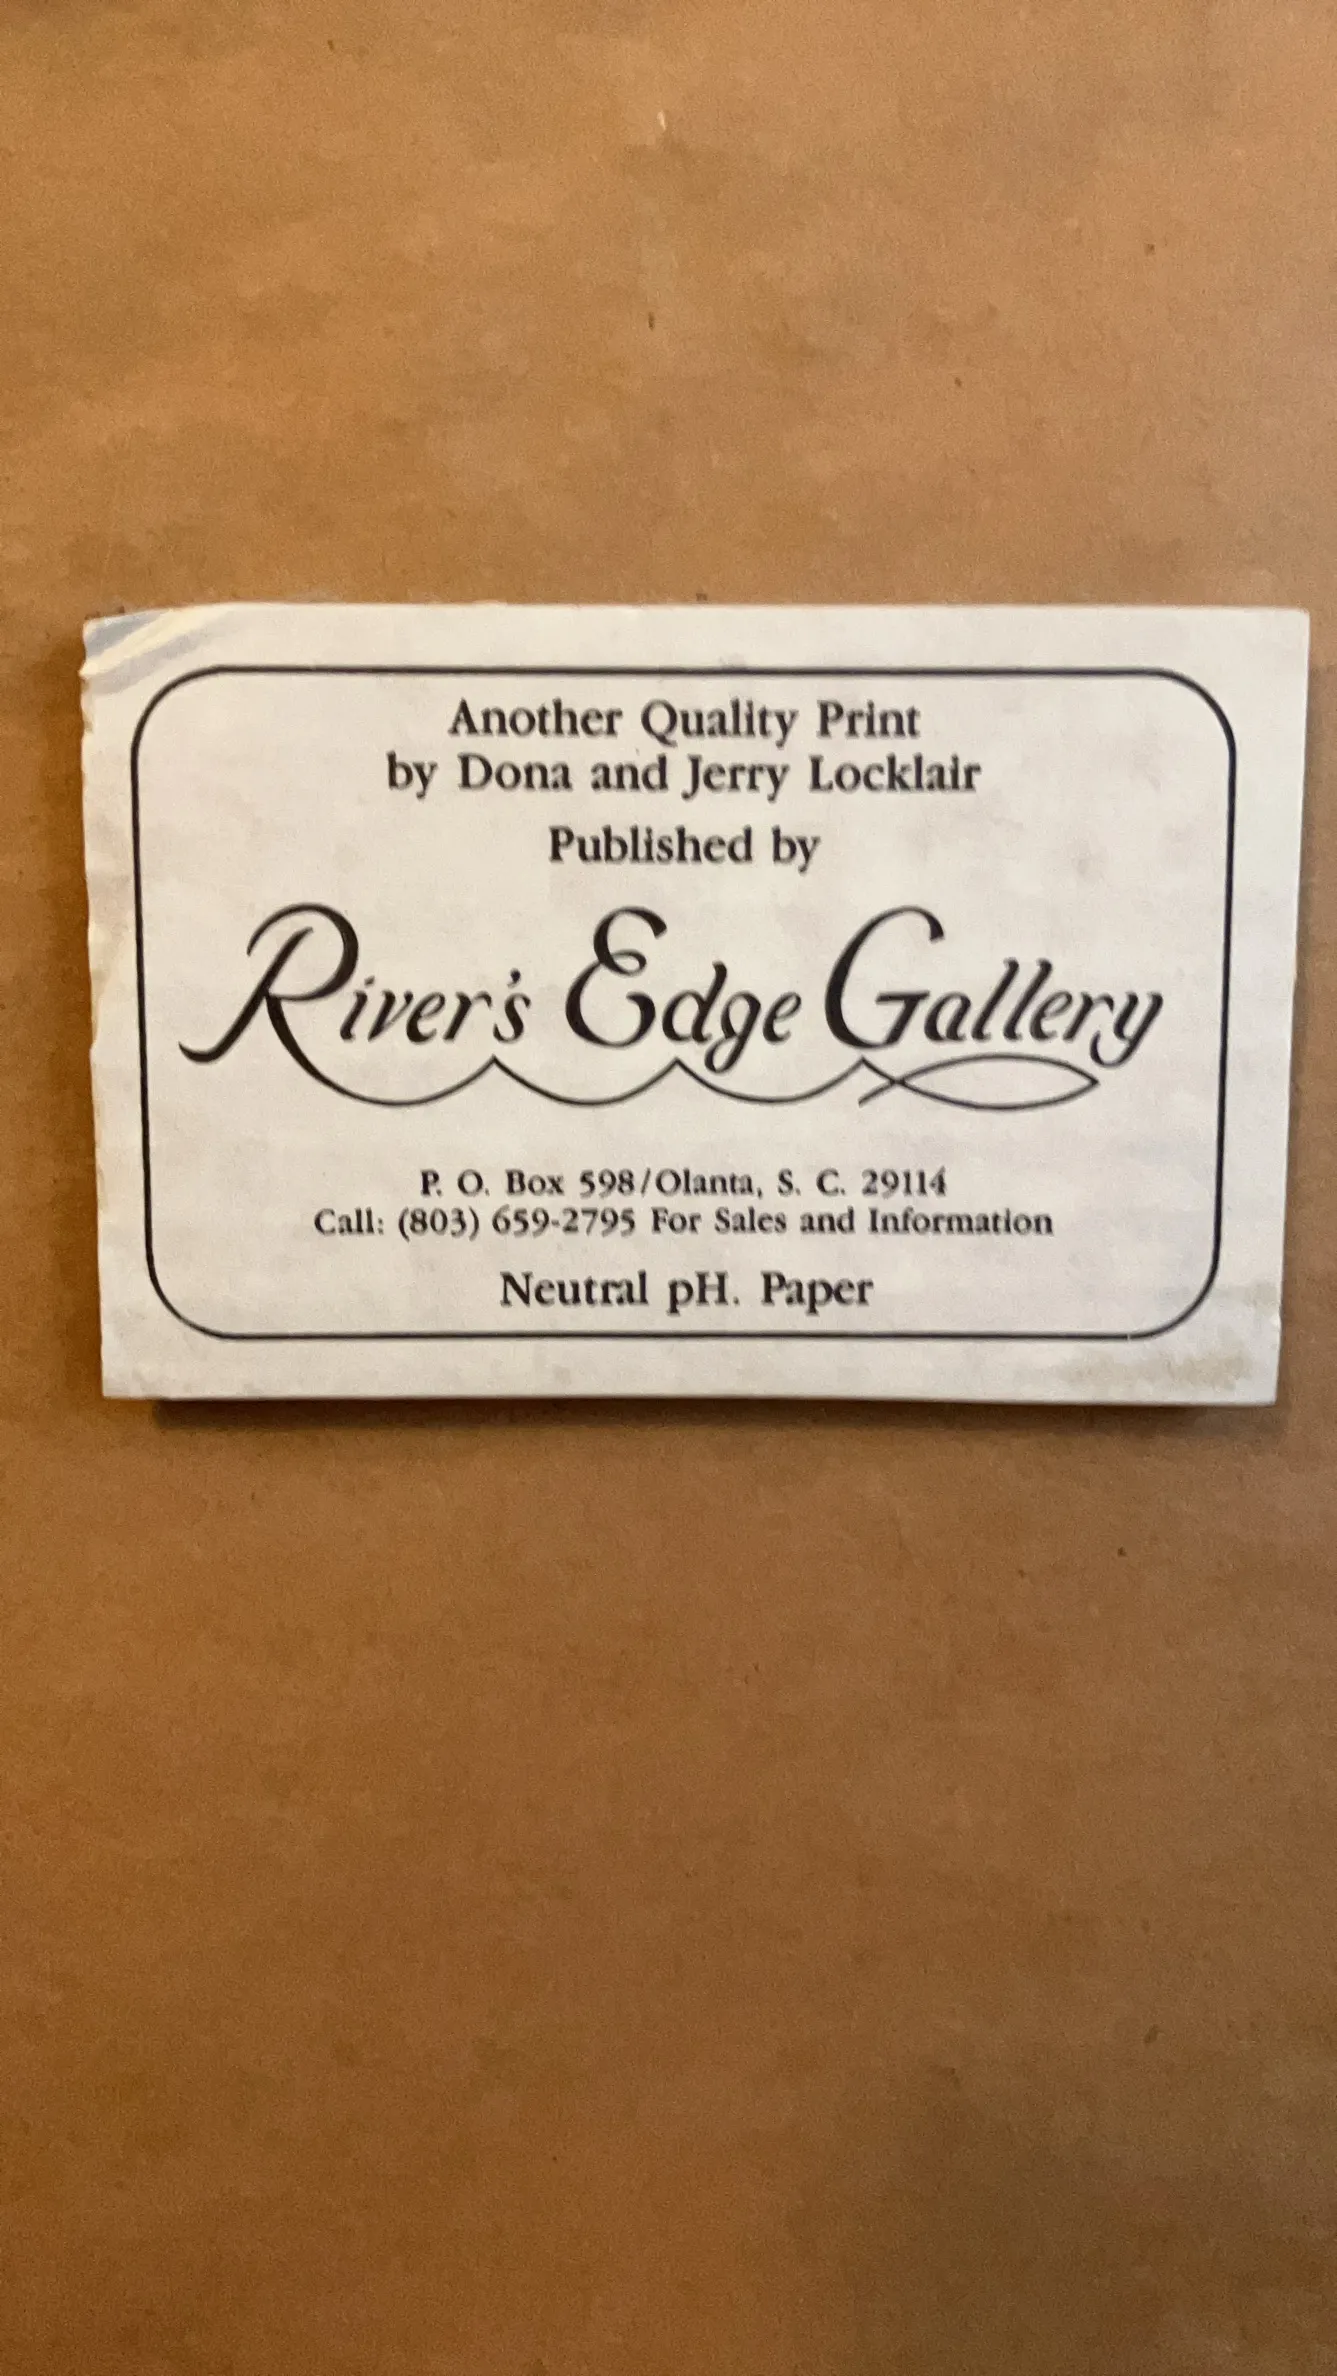 Another Quality Print
by Dona and Jerry Locklair
Published by
River's Edge Gallery
P. O. Box 598/Olanta, S. C. 29114
Call: (803) 659-2795 For Sales and Information
Neutral pH. Paper